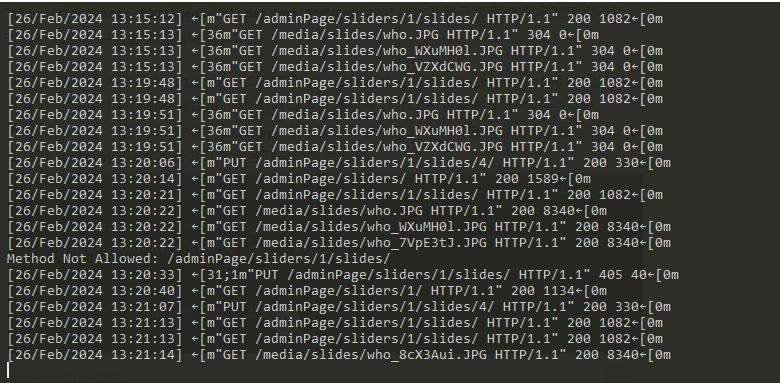 [26/Feb/2024 13:15:12] ←[m"GET /adminPage/sliders/1/slides/ HTTP/1.1" 200 1082←[0m
[26/Feb/2024 13:15:13] ←[36m"GET /media/slides/who.JPG HTTP/1.1" 304 0←[0m
[26/Feb/2024 13:15:13] ←[36m"GET /media/slides/who_WXuMH0l.JPG HTTP/1.1" 304 0←[0m
[26/Feb/2024 13:15:13] ←[36m"GET /media/slides/who_VZXdCWG.JPG HTTP/1.1" 304 0←[0m
[26/Feb/2024 13:19:48] ←[m"GET /adminPage/sliders/1/slides/ HTTP/1.1" 200 1082←[0m
[26/Feb/2024 13:19:48] ←[m"GET /adminPage/sliders/1/slides/ HTTP/1.1" 200 1082←[0m
[26/Feb/2024 13:19:51] ←[36m"GET /media/slides/who.JPG HTTP/1.1" 304 0←[0m
[26/Feb/2024 13:19:51] ←[36m"GET /media/slides/who_WXuMH0l.JPG HTTP/1.1" 304 0←[0m
[26/Feb/2024 13:19:51] ←[36m"GET /media/slides/who_VZXdCWG.JPG HTTP/1.1" 304 0←[0m
[26/Feb/2024 13:20:06] ←[m"PUT /adminPage/sliders/1/slides/4/ HTTP/1.1" 200 330←[0m
[26/Feb/2024 13:20:14] ←[m"GET /adminPage/sliders/ HTTP/1.1" 200 1589←[0m
[26/Feb/2024 13:20:21] ←[m"GET /adminPage/sliders/1/slides/ HTTP/1.1" 200 1082←[0m
[26/Feb/2024 13:20:22] ←[m"GET /media/slides/who.JPG HTTP/1.1" 200 8340←[0m
[26/Feb/2024 13:20:22] ←[m"GET /media/slides/who_WXuMH0l.JPG HTTP/1.1" 200 8340←[0m
[26/Feb/2024 13:20:22] ←[m"GET /media/slides/who_7VpE3tJ.JPG HTTP/1.1" 200 8340←[0m
Method Not Allowed: /adminPage/sliders/1/slides/
[26/Feb/2024 13:20:33] ←[31;1m"PUT /adminPage/sliders/1/slides/ HTTP/1.1" 405 40←[0m
[26/Feb/2024 13:20:40] ←[m"GET /adminPage/sliders/1/ HTTP/1.1" 200 1134←[0m
[26/Feb/2024 13:21:07] ←[m"PUT /adminPage/sliders/1/slides/4/ HTTP/1.1" 200 330←[0m
[26/Feb/2024 13:21:13] ←[m"GET /adminPage/sliders/1/slides/ HTTP/1.1" 200 1082←[0m
[26/Feb/2024 13:21:13] ←[m"GET /adminPage/sliders/1/slides/ HTTP/1.1" 200 1082←[0m
[26/Feb/2024 13:21:14] ←[m"GET /media/slides/who_8cX3Aui.JPG HTTP/1.1" 200 8340←[0m